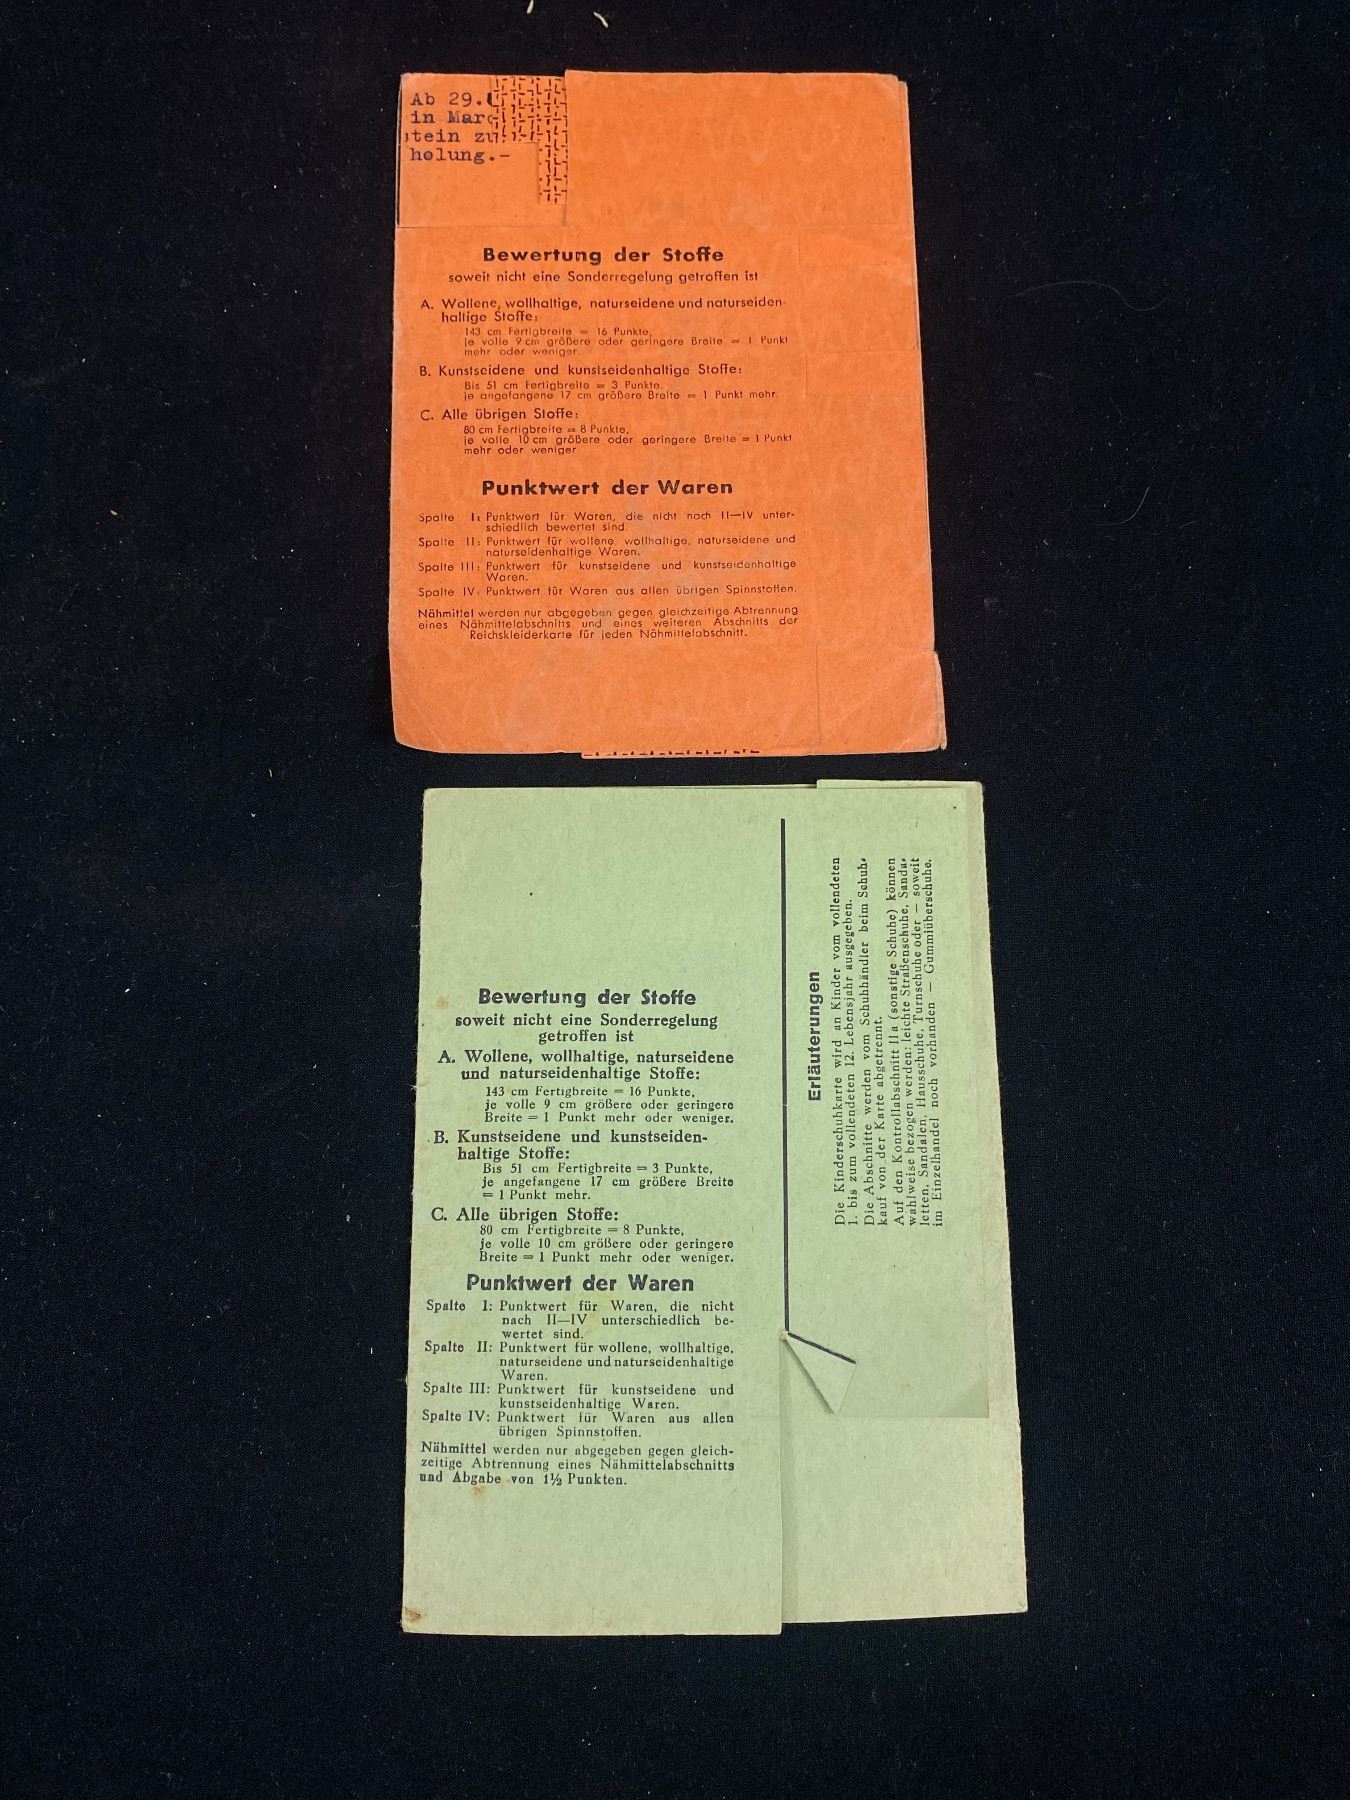 Ab 29.
in Marc
stein zu
holung.-
Bewertung der Stoffe
soweit nicht eine Sonderregelung getroffen ist
A. Wollene, wollhaltige, naturseidene und naturseiden-
haltige Stoffe:
143 cm Fertigbreite = 16 Punkte,
je volle 9 cm größere oder geringere Breite = 1 Punkt
mehr oder weniger.
B. Kunstseidene und kunstseidenhaltige Stoffe:
Bis 51 cm Fertigbreite = 3 Punkte.
je angefangene 17 cm größere Breite = 1 Punkt mehr.
C. Alle übrigen Stoffe:
80 cm Fertigbreite = 8 Punkte,
je volle 10 cm größere oder geringere Breite = 1 Punkt
mehr oder weniger
Punktwert der Waren
Spalte I: Punktwert für Waren, die nicht nach II—IV unter-
schiedlich bewertet sind.
Spalte II: Punktwert für wollene, wollhaltige, naturseidene und
naturseidenhaltige Waren.
Spalte III: Punktwert für kunstseidene und kunstseidenhaltige
Waren.
Spalte IV: Punktwert für Waren aus allen übrigen Spinnstoffen.
Nähmittel werden nur abgegeben gegen gleichzeitige Abtrennung
eines Nähmittelabschnitts und eines weiteren Abschnitts der
Reichskleiderkarte für jeden Nähmittelabschnitt.
Bewertung der Stoffe
soweit nicht eine Sonderregelung
getroffen ist
A. Wollene, wollhaltige, naturseidene
und naturseidenhaltige Stoffe:
143 cm Fertigbreite = 16 Punkte,
je volle 9 cm größere oder geringere
Breite = 1 Punkt mehr oder weniger.
B. Kunstseidene und kunstseiden-
haltige Stoffe:
Bis 51 cm Fertigbreite = 3 Punkte,
je angefangene 17 cm größere Breite
= 1 Punkt mehr.
C. Alle übrigen Stoffe:
80 cm Fertigbreite = 8 Punkte,
je volle 10 cm größere oder geringere
Breite = 1 Punkt mehr oder weniger.
Punktwert der Waren
Spalte I: Punktwert für Waren, die nicht
nach II—IV unterschiedlich be-
wertet sind.
Spalte II: Punktwert für wollene, wollhaltige,
naturseidene und naturseidenhaltige
Waren.
Spalte III: Punktwert für kunstseidene und
kunstseidenhaltige Waren.
Spalte IV: Punktwert für Waren aus allen
übrigen Spinnstoffen.
Nähmittel werden nur abgegeben gegen gleich-
zeitige Abtrennung eines Nähmittelabschnitts
und Abgabe von 1½ Punkten.
Erläuterungen
Die Kinderschuhkarte wird an Kinder vom vollendeten
1. bis zum vollendeten 12. Lebensjahr ausgegeben.
Die Abschnitte werden vom Schuhhändler beim Schuh-
kauf von der Karte abgetrennt.
Auf den Kontrollabschnitt IIa (sonstige Schuhe) können
wahlweise bezogen werden: leichte Straßenschuhe, Sanda-
letten, Sandalen, Hausschuhe, Turnschuhe oder — soweit
im Einzelhandel noch vorhanden — Gummiüberschuhe.